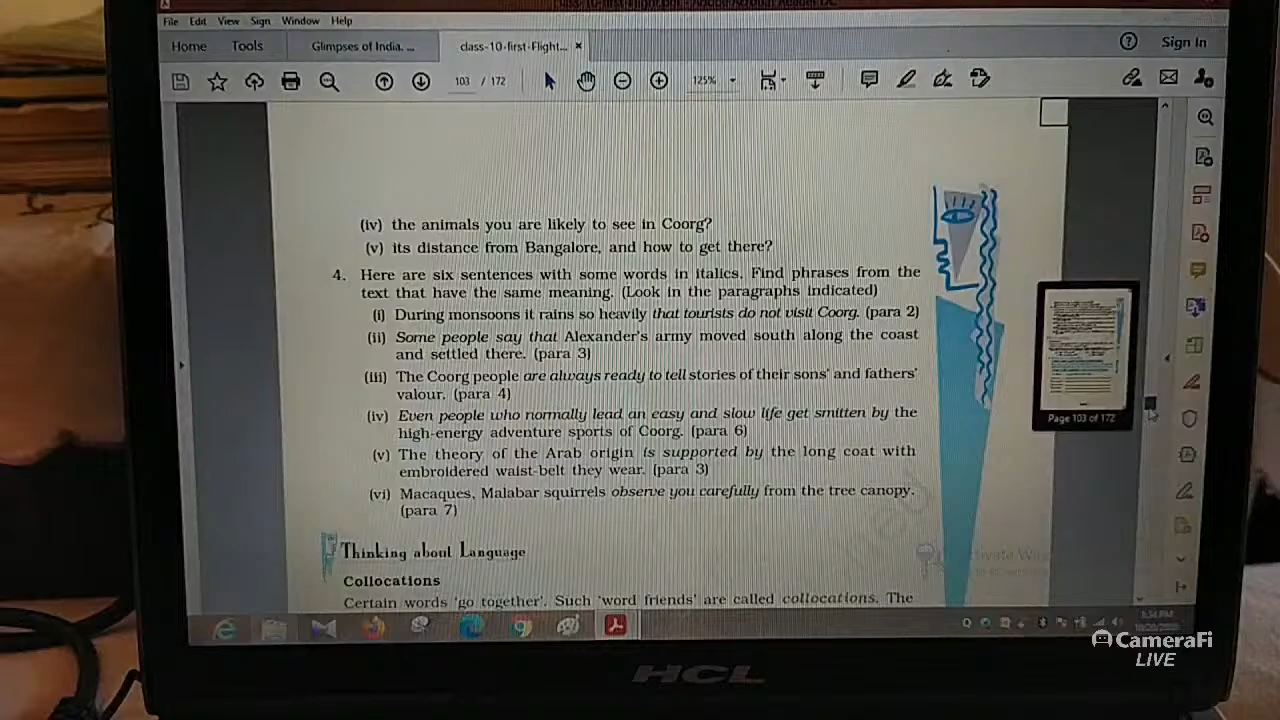 File Edit View Sign Window Help
Home Tools Glimpses of India. ... class-10-first-Flight... × Sign In
103 / 172 125%
(iv) the animals you are likely to see in Coorg?
(v) its distance from Bangalore, and how to get there?
4. Here are six sentences with some words in italics. Find phrases from the
text that have the same meaning. (Look in the paragraphs indicated)
(i) During monsoons it rains so heavily that tourists do not visit Coorg. (para 2)
(ii) Some people say that Alexander's army moved south along the coast
and settled there. (para 3)
(iii) The Coorg people are always ready to tell stories of their sons' and fathers'
valour. (para 4)
(iv) Even people who normally lead an easy and slow life get smitten by the
high-energy adventure sports of Coorg. (para 6)
(v) The theory of the Arab origin is supported by the long coat with
embroidered waist-belt they wear. (para 3)
(vi) Macaques, Malabar squirrels observe you carefully from the tree canopy.
(para 7)
Page 103 of 172
Thinking about Language
Collocations
Certain words 'go together'. Such 'word friends' are called collocations. The
CameraFi
LIVE
HCL